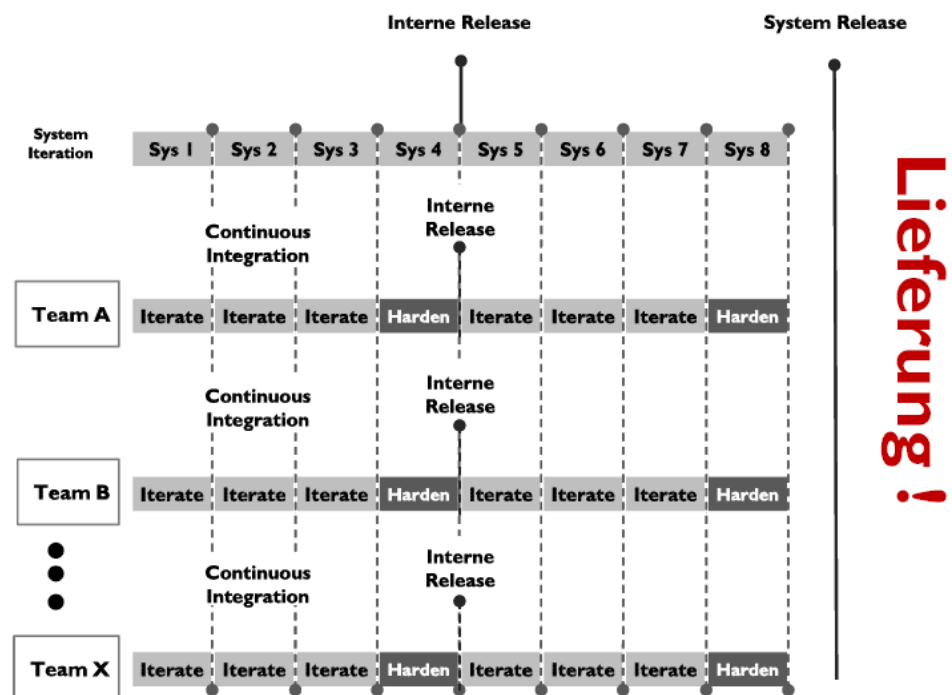 Interne Release
System Release
System
Iteration
Sys 1 Sys 2 Sys 3 Sys 4 Sys 5 Sys 6 Sys 7 Sys 8
Lieferung !
Continuous
Integration
Interne
Release
Team A
Iterate Iterate Iterate Harden Iterate Iterate Iterate Harden
Continuous
Integration
Interne
Release
Team B
Iterate Iterate Iterate Harden Iterate Iterate Iterate Harden
Continuous
Integration
Interne
Release
Team X
Iterate Iterate Iterate Harden Iterate Iterate Iterate Harden